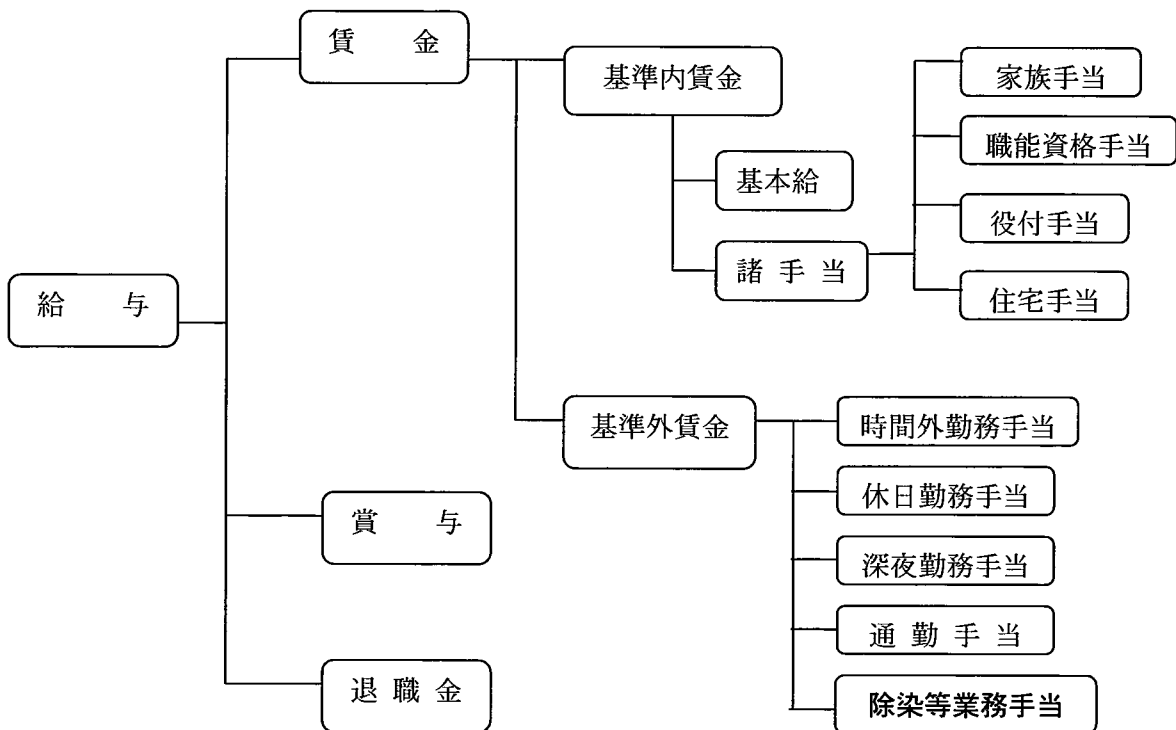 賃　金
基準内賃金
家族手当
職能資格手当
基本給
役付手当
諸 手 当
住宅手当
給　与
基準外賃金
時間外勤務手当
休日勤務手当
賞　与
深夜勤務手当
通 勤 手 当
退 職 金
除染等業務手当